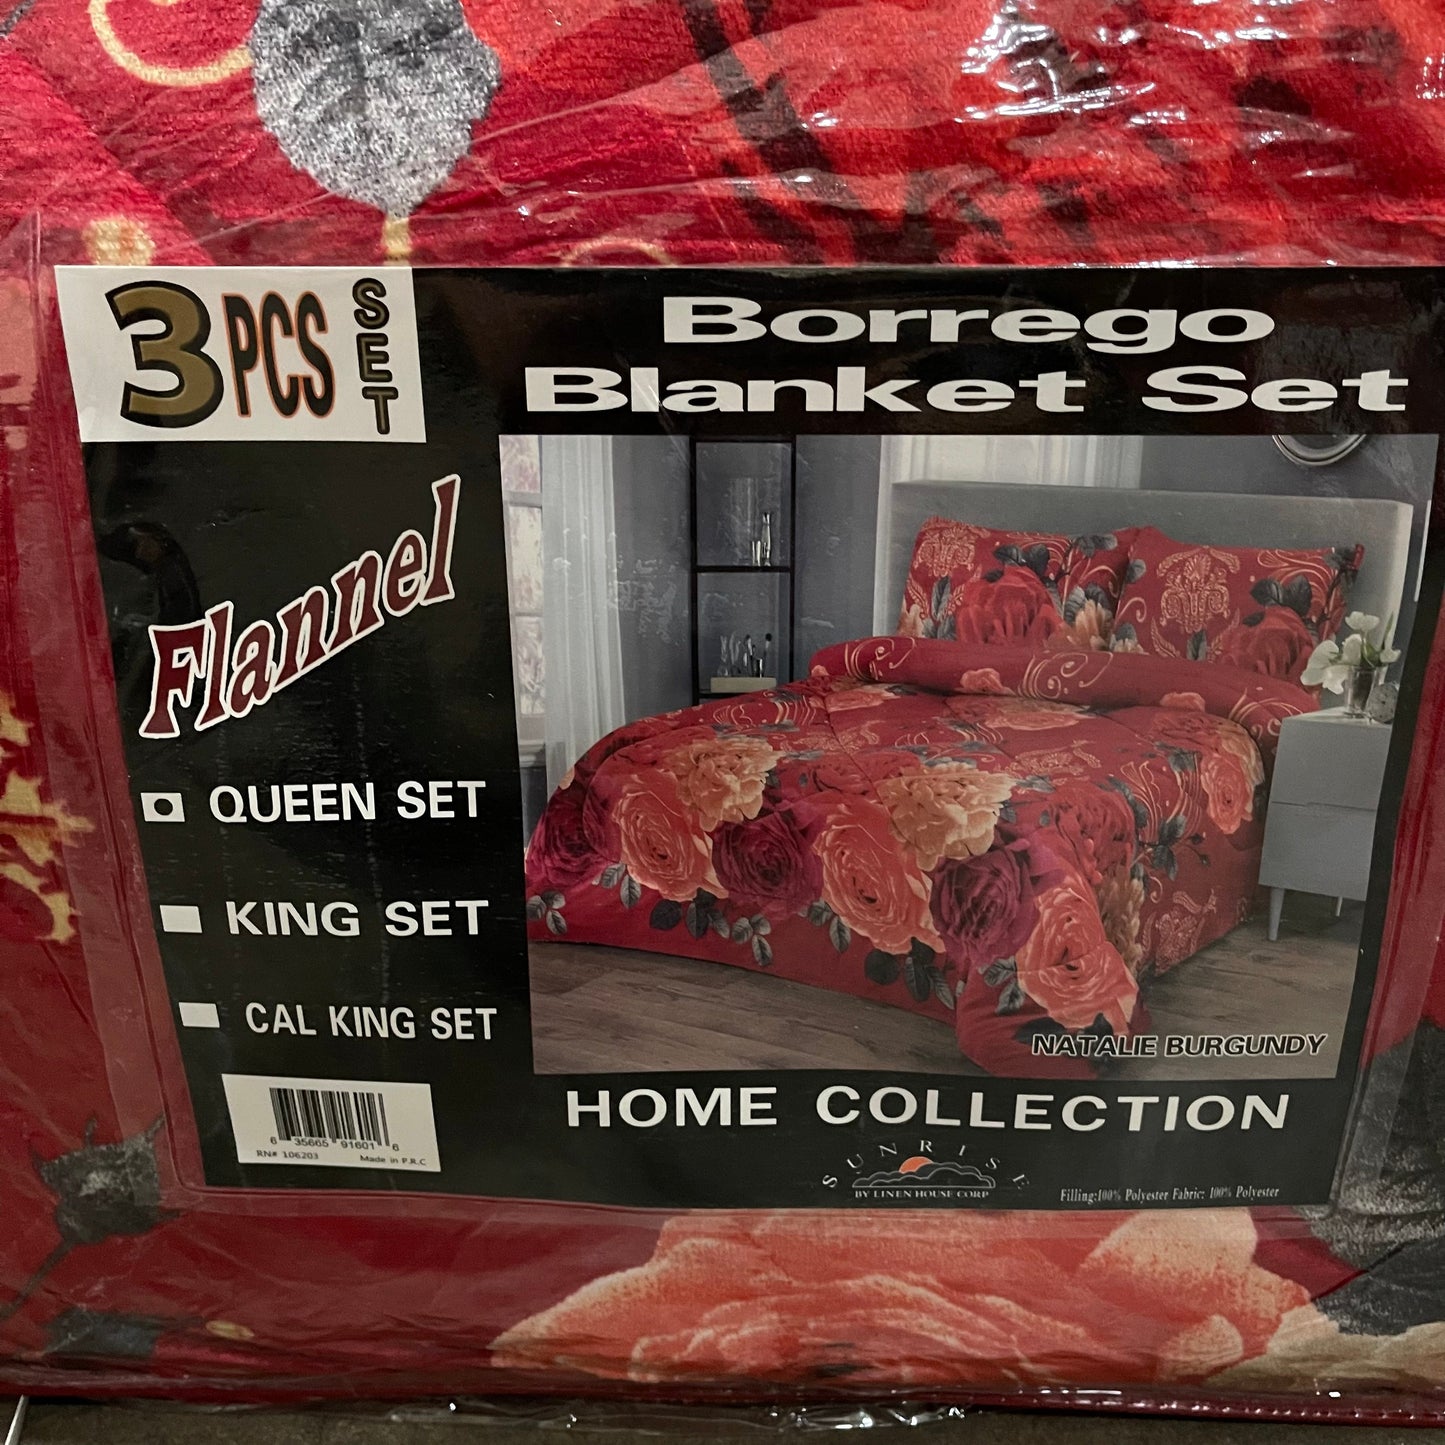 3 PCS SET
Borrego
Blanket Set
Flannel
QUEEN SET
KING SET
CAL KING SET
NATALIE BURGUNDY
6 35665 91601 6
RN# 106203 Made in P.R.C
HOME COLLECTION
SUNRISE
BY LINEN HOUSE CORP
Filling:100% Polyester Fabric: 100% Polyester